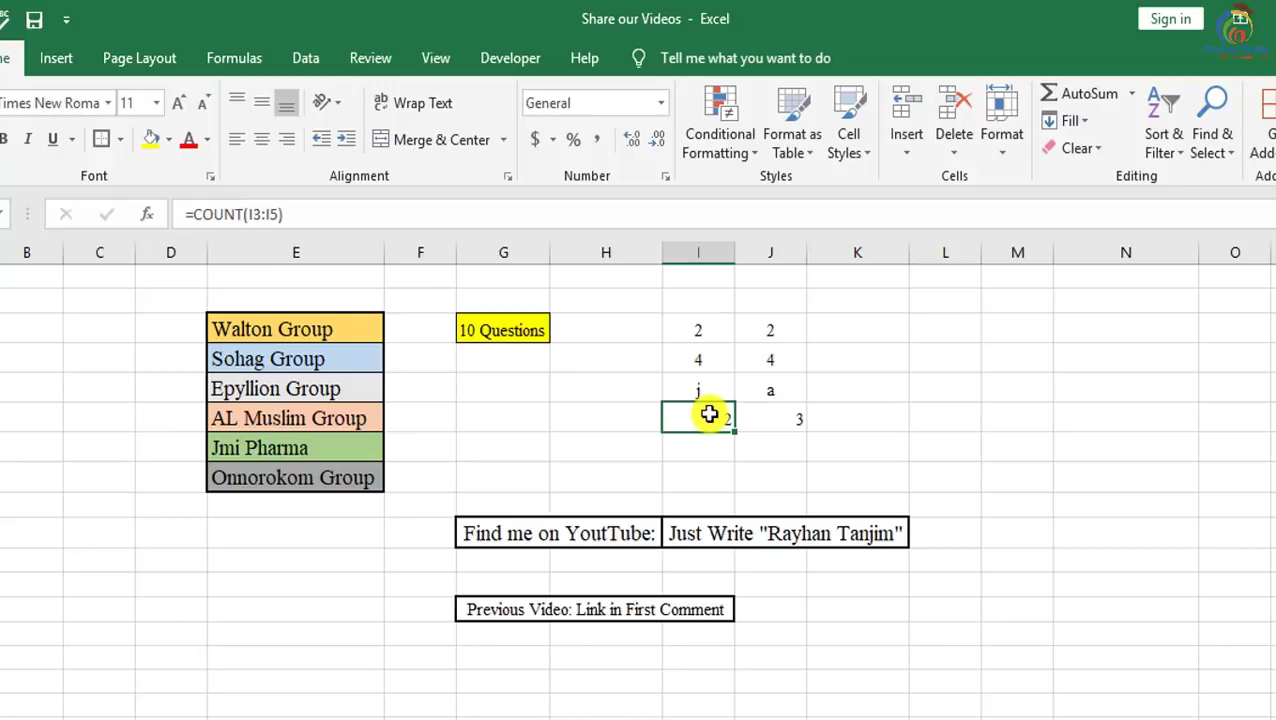 Share our Videos - Excel
Sign in
Insert
Page Layout
Formulas
Data
Review
View
Developer
Help
Tell me what you want to do
11
Wrap Text
General
AutoSum
Merge & Center
Conditional Formatting
Format as Table
Cell Styles
Insert
Delete
Format
Fill
Clear
Sort & Filter
Find & Select
Font
Alignment
Number
Styles
Cells
Editing
=COUNT(I3:I5)
B C D E F G H I J K L M N O
Walton Group
10 Questions
2
2
Sohag Group
4
4
Epyllion Group
j
a
AL Muslim Group
2
3
Jmi Pharma
Onnorokom Group
Find me on YoutTube:
Just Write "Rayhan Tanjim"
Previous Video: Link in First Comment